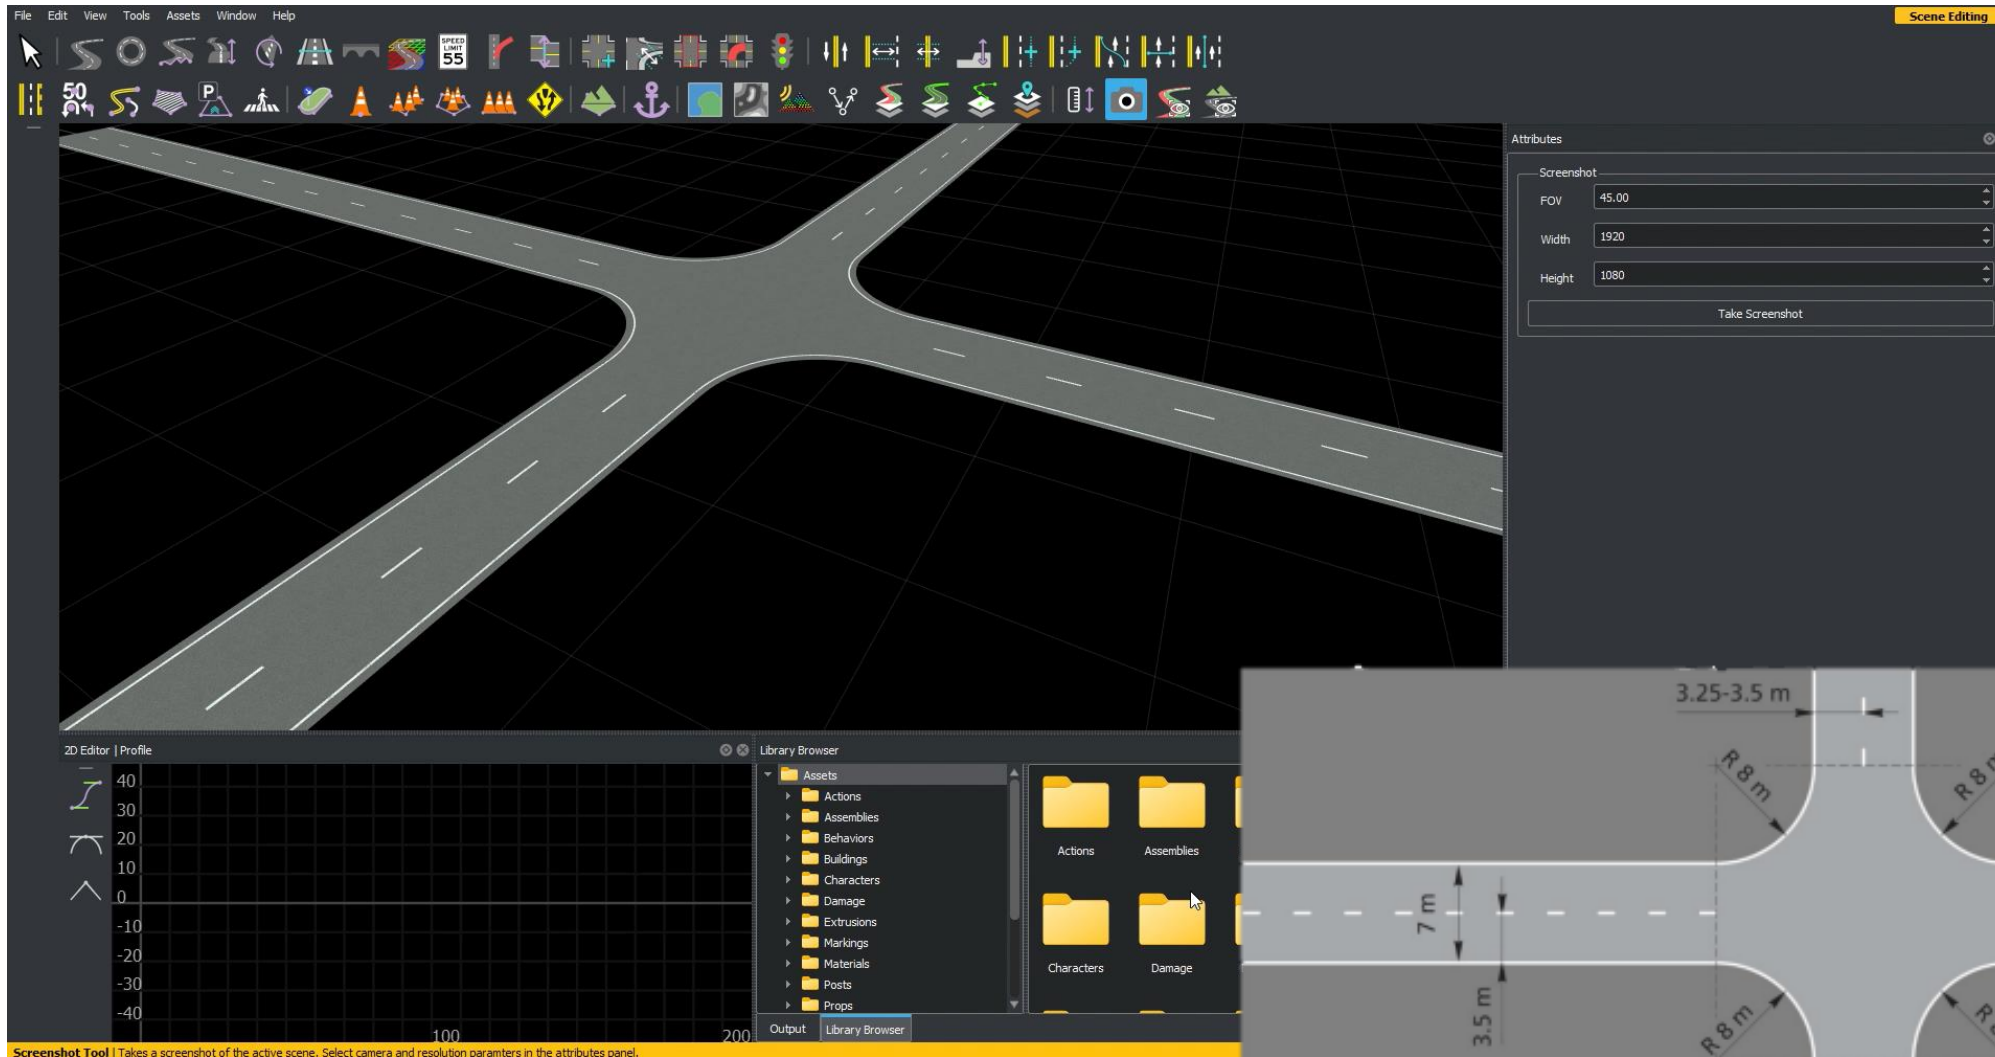 File Edit View Tools Assets Window Help
Scene Editing
SPEED
LIMIT
55
50
P
Attributes
Screenshot
FOV 45.00
Width 1920
Height 1080
Take Screenshot
2D Editor | Profile
40
30
20
10
0
-10
-20
-30
-40
100
200
Library Browser
Assets
Actions
Assemblies
Behaviors
Buildings
Characters
Damage
Extrusions
Markings
Materials
Posts
Props
Actions
Assemblies
Characters
Damage
Output
Library Browser
3.25-3.5 m
R 8 m
R 8 m
7 m
3.5 m
R 8 m
Screenshot Tool | Takes a screenshot of the active scene. Select camera and resolution paramters in the attributes panel.